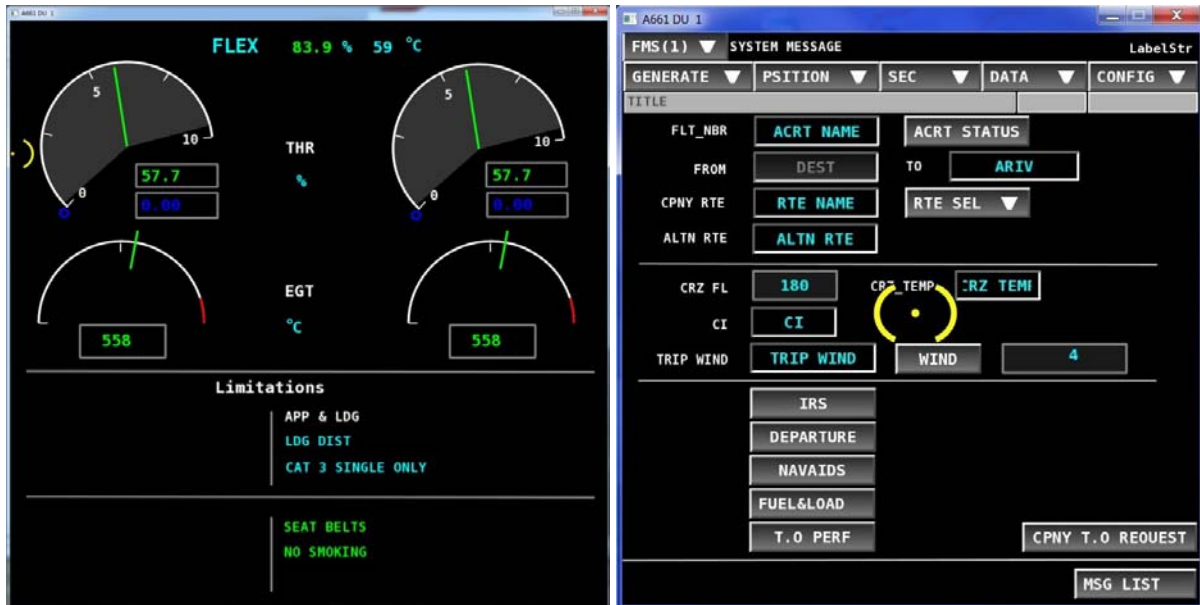 A661 DU 1
FLEX 83.9 % 59 °C
5 5
10 10
THR
57.7 % 57.7
0 0.00 0 0.00
EGT
°C
558 558
Limitations
APP & LDG
LDG DIST
CAT 3 SINGLE ONLY
SEAT BELTS
NO SMOKING
A661 DU 1
FMS(1) SYSTEM MESSAGE LabelStr
GENERATE PSITION SEC DATA CONFIG
TITLE
FLT_NBR ACRT NAME ACRT STATUS
FROM DEST TO ARIV
CPNY RTE RTE NAME RTE SEL
ALTN RTE ALTN RTE
CRZ FL 180 CRZ_TEMP CRZ TEMP
CI CI
TRIP WIND TRIP WIND WIND 4
IRS
DEPARTURE
NAVAIDS
FUEL&LOAD
T.O PERF CPNY T.O REQUEST
MSG LIST